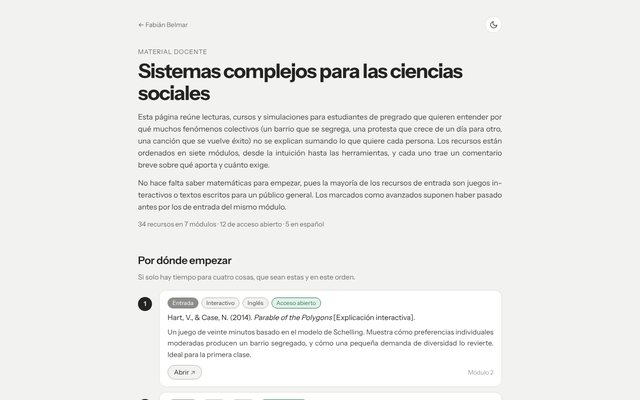 ← Fabián Belmar
MATERIAL DOCENTE
Sistemas complejos para las ciencias
sociales
Esta página reúne lecturas, cursos y simulaciones para estudiantes de pregrado que quieren entender por
qué muchos fenómenos colectivos (un barrio que se segrega, una protesta que crece de un día para otro,
una canción que se vuelve éxito) no se explican sumando lo que quiere cada persona. Los recursos están
ordenados en siete módulos, desde la intuición hasta las herramientas, y cada uno trae un comentario
breve sobre qué aporta y cuánto exige.
No hace falta saber matemáticas para empezar, pues la mayoría de los recursos de entrada son juegos in-
teractivos o textos escritos para un público general. Los marcados como avanzados suponen haber pasado
antes por los de entrada del mismo módulo.
34 recursos en 7 módulos · 12 de acceso abierto · 5 en español
Por dónde empezar
Si solo hay tiempo para cuatro cosas, que sean estas y en este orden.
1
Entrada Interactivo Inglés Acceso abierto
Hart, V., & Case, N. (2014). Parable of the Polygons [Explicación interactiva].
Un juego de veinte minutos basado en el modelo de Schelling. Muestra cómo preferencias individuales
moderadas producen un barrio segregado, y cómo una pequeña demanda de diversidad lo revierte.
Ideal para la primera clase.
Abrir ↗ Módulo 2